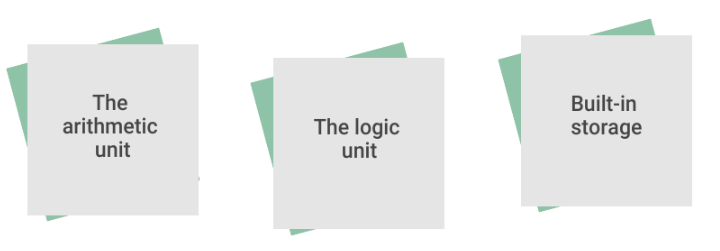 The
arithmetic
unit
The logic
unit
Built-in
storage